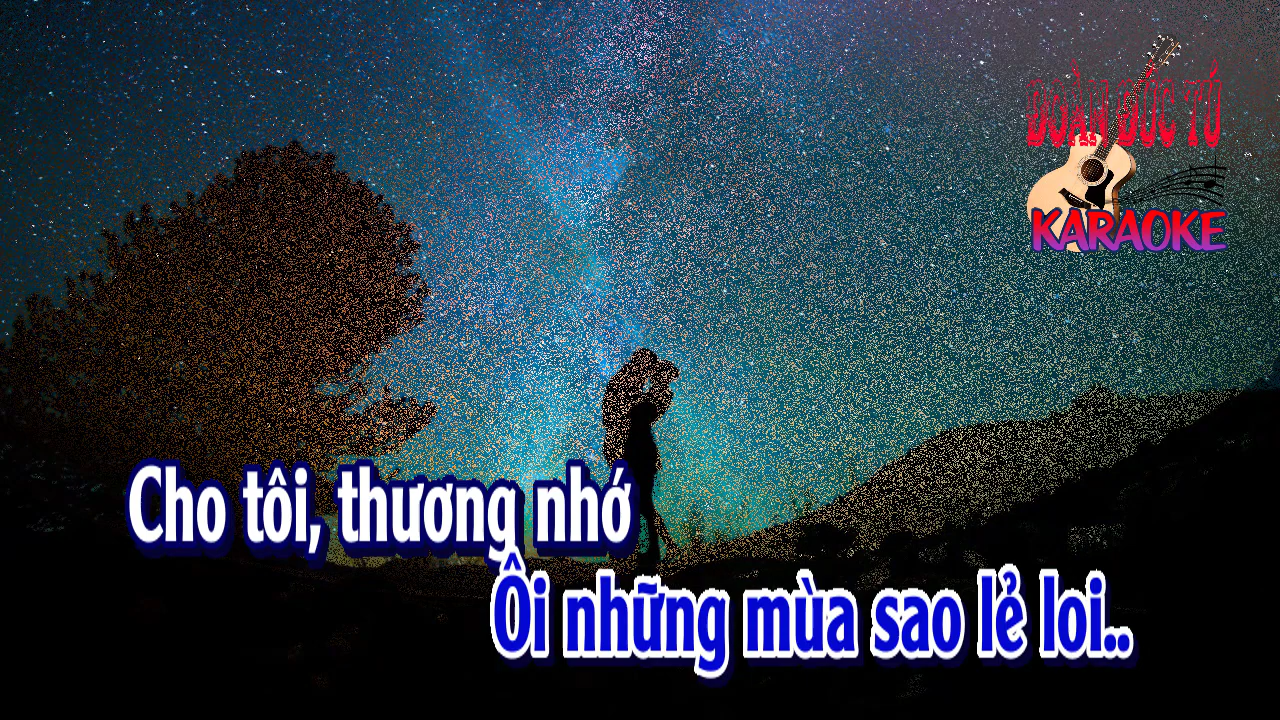 ĐOÀN ĐỨC TÚ
KARAOKE
Cho tôi, thương nhớ
Ôi những mùa sao lẻ loi..